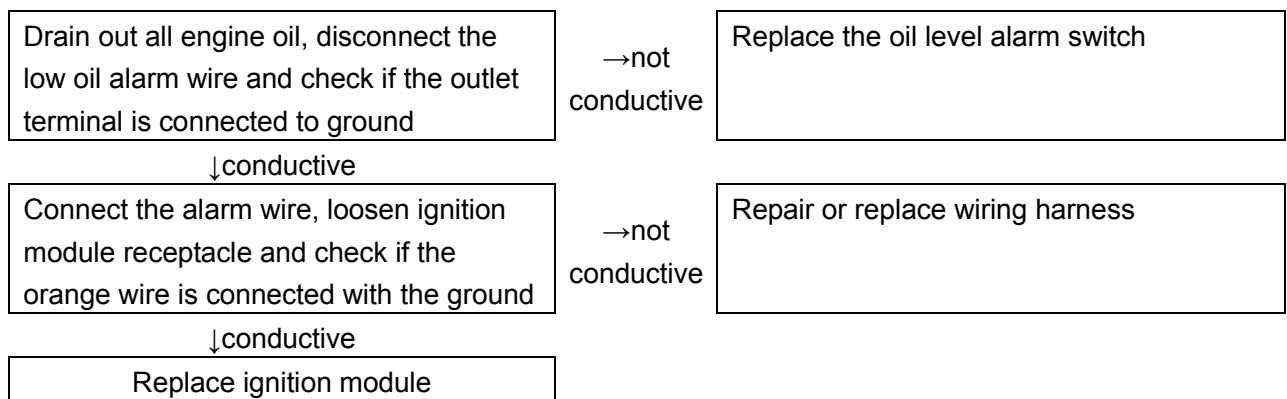 Drain out all engine oil, disconnect the
low oil alarm wire and check if the outlet
terminal is connected to ground
→not
conductive
Replace the oil level alarm switch
↓conductive
Connect the alarm wire, loosen ignition
module receptacle and check if the
orange wire is connected with the ground
→not
conductive
Repair or replace wiring harness
↓conductive
Replace ignition module